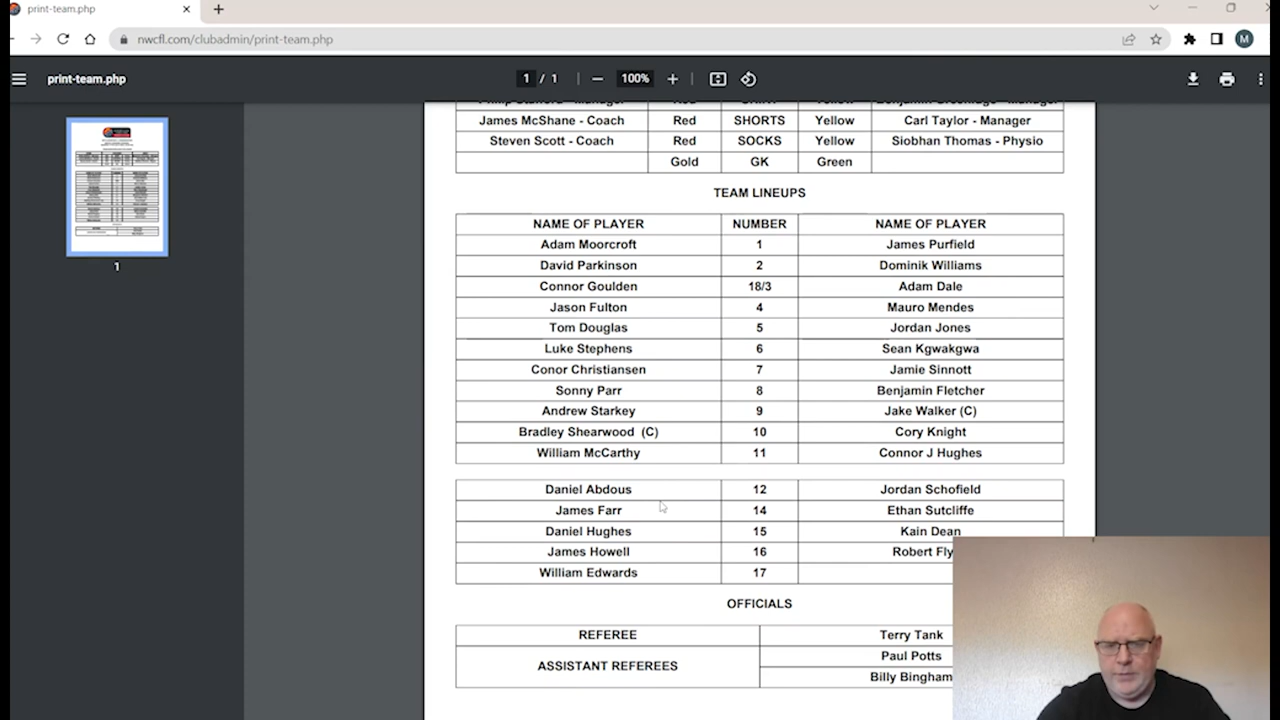 print-team.php
nwcfl.com/clubadmin/print-team.php
M
print-team.php
1 / 1
100%
1
James McShane - Coach Red SHORTS Yellow Carl Taylor - Manager
Steven Scott - Coach Red SOCKS Yellow Siobhan Thomas - Physio
Gold GK Green
TEAM LINEUPS
NAME OF PLAYER NUMBER NAME OF PLAYER
Adam Moorcroft 1 James Purfield
David Parkinson 2 Dominik Williams
Connor Goulden 18/3 Adam Dale
Jason Fulton 4 Mauro Mendes
Tom Douglas 5 Jordan Jones
Luke Stephens 6 Sean Kgwakgwa
Conor Christiansen 7 Jamie Sinnott
Sonny Parr 8 Benjamin Fletcher
Andrew Starkey 9 Jake Walker (C)
Bradley Shearwood (C) 10 Cory Knight
William McCarthy 11 Connor J Hughes
Daniel Abdous 12 Jordan Schofield
James Farr 14 Ethan Sutcliffe
Daniel Hughes 15 Kain Dean
James Howell 16 Robert
William Edwards 17
OFFICIALS
REFEREE Terry Tank
ASSISTANT REFEREES Paul Potts
Billy Bingham